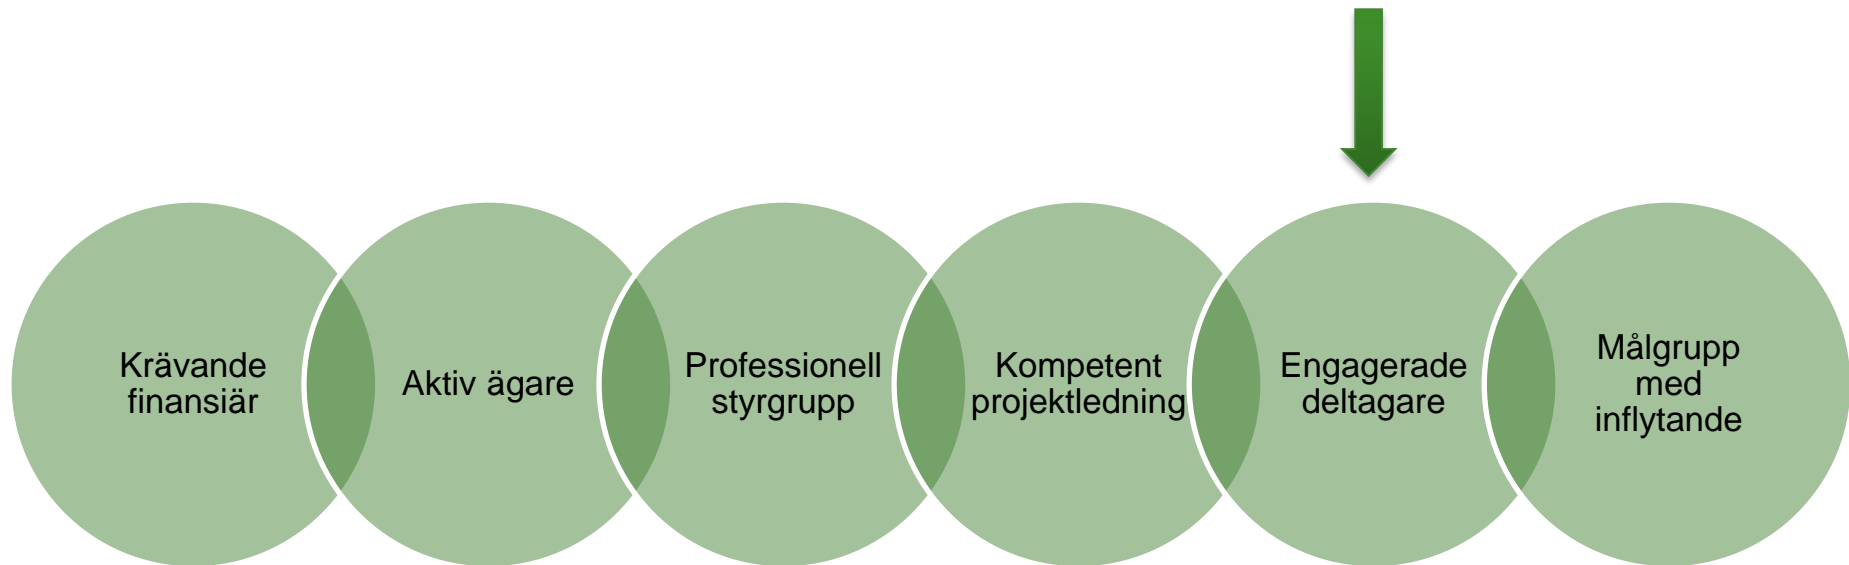 Krävande
finansiär
Aktiv ägare
Professionell
styrgrupp
Kompetent
projektledning
Engagerade
deltagare
Målgrupp
med
inflytande